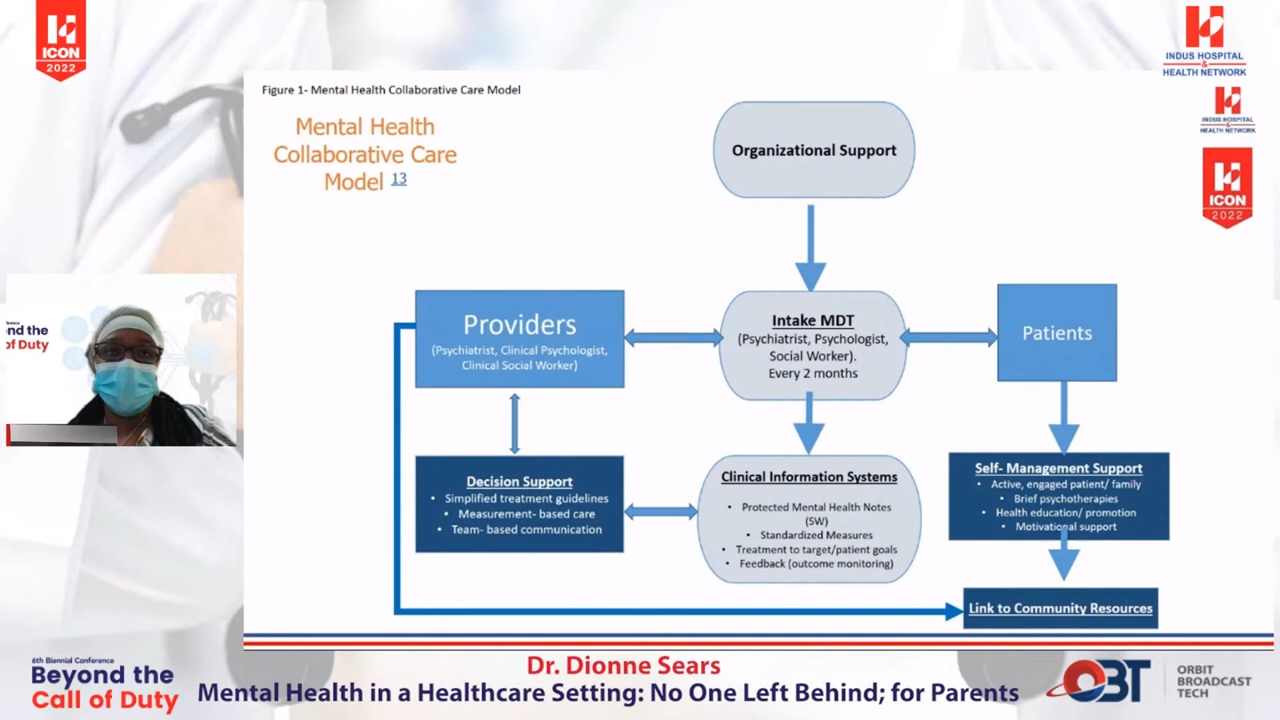 ICON
2022
INDUS HOSPITAL
&
HEALTH NETWORK
INDUS HOSPITAL
&
HEALTH NETWORK
ICON
2022
Figure 1- Mental Health Collaborative Care Model
Mental Health
Collaborative Care
Model 13
Organizational Support
Providers
(Psychiatrist, Clinical Psychologist,
Clinical Social Worker)
Intake MDT
(Psychiatrist, Psychologist,
Social Worker).
Every 2 months
Patients
Decision Support
• Simplified treatment guidelines
• Measurement- based care
• Team- based communication
Clinical Information Systems
• Protected Mental Health Notes
(SW)
• Standardized Measures
• Treatment to target/patient goals
• Feedback (outcome monitoring)
Self- Management Support
• Active, engaged patient/ family
• Brief psychotherapies
• Health education/ promotion
• Motivational support
Link to Community Resources
nd the
of Duty
6th Biennial Conference
Beyond the
Call of Duty
Dr. Dionne Sears
Mental Health in a Healthcare Setting: No One Left Behind; for Parents
OBT
ORBIT
BROADCAST
TECH